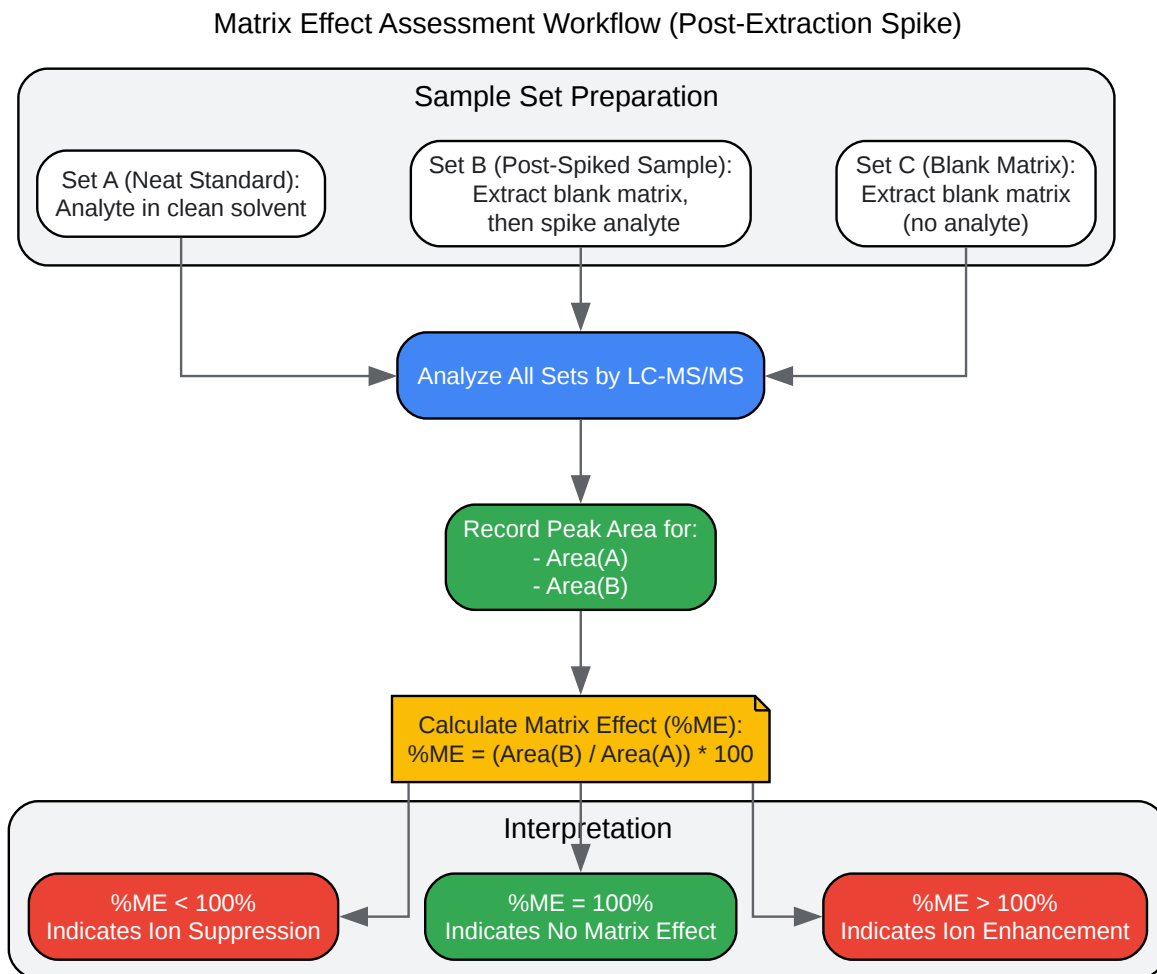 Matrix Effect Assessment Workflow (Post-Extraction Spike)
Sample Set Preparation
Set A (Neat Standard):
Analyte in clean solvent
Set B (Post-Spiked Sample):
Extract blank matrix,
then spike analyte
Set C (Blank Matrix):
Extract blank matrix
(no analyte)
Analyze All Sets by LC-MS/MS
Record Peak Area for:
- Area(A)
- Area(B)
Calculate Matrix Effect (%ME):
%ME = (Area(B) / Area(A)) * 100
Interpretation
%ME < 100%
Indicates Ion Suppression
%ME = 100%
Indicates No Matrix Effect
%ME > 100%
Indicates Ion Enhancement